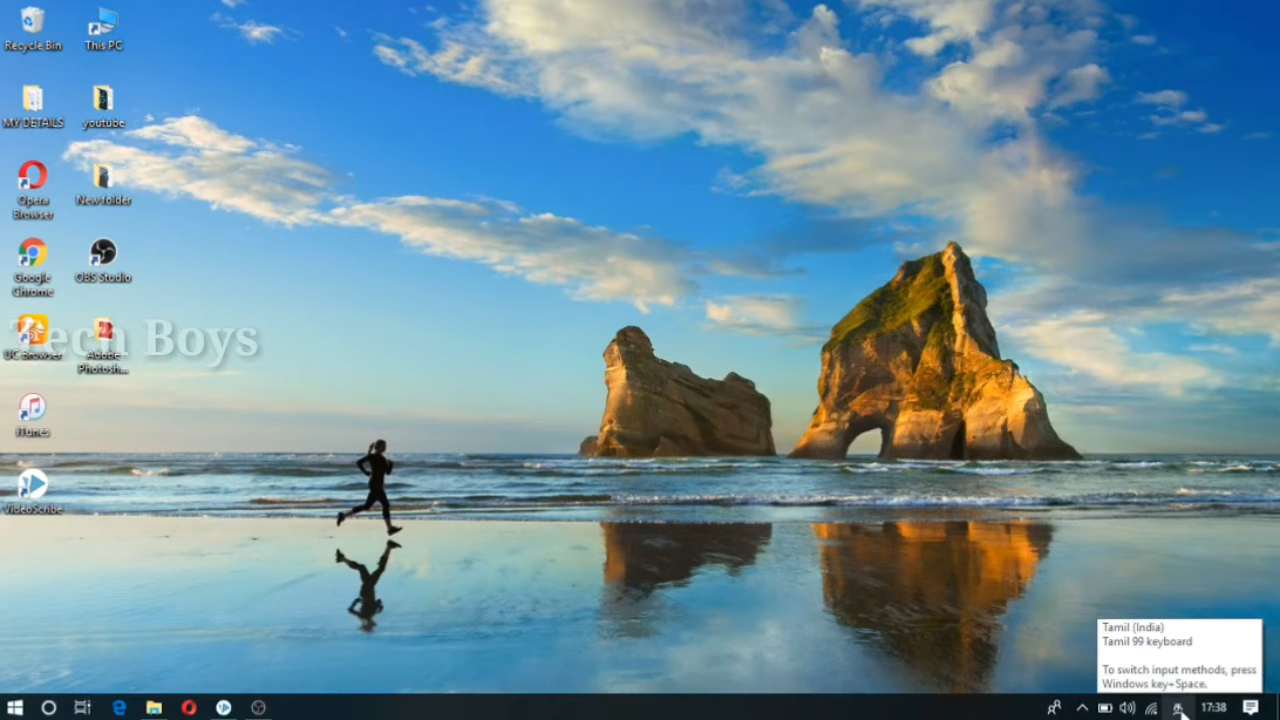 Recycle Bin
This PC
MY DETAILS
youtube
Opera
Browser
New folder
Google
Chrome
OBS Studio
Tech Boys
UC Browser
Adobe
Photosh...
iTunes
VideoScribe
Tamil (India)
Tamil 99 keyboard
To switch input methods, press
Windows key+Space.
17:38